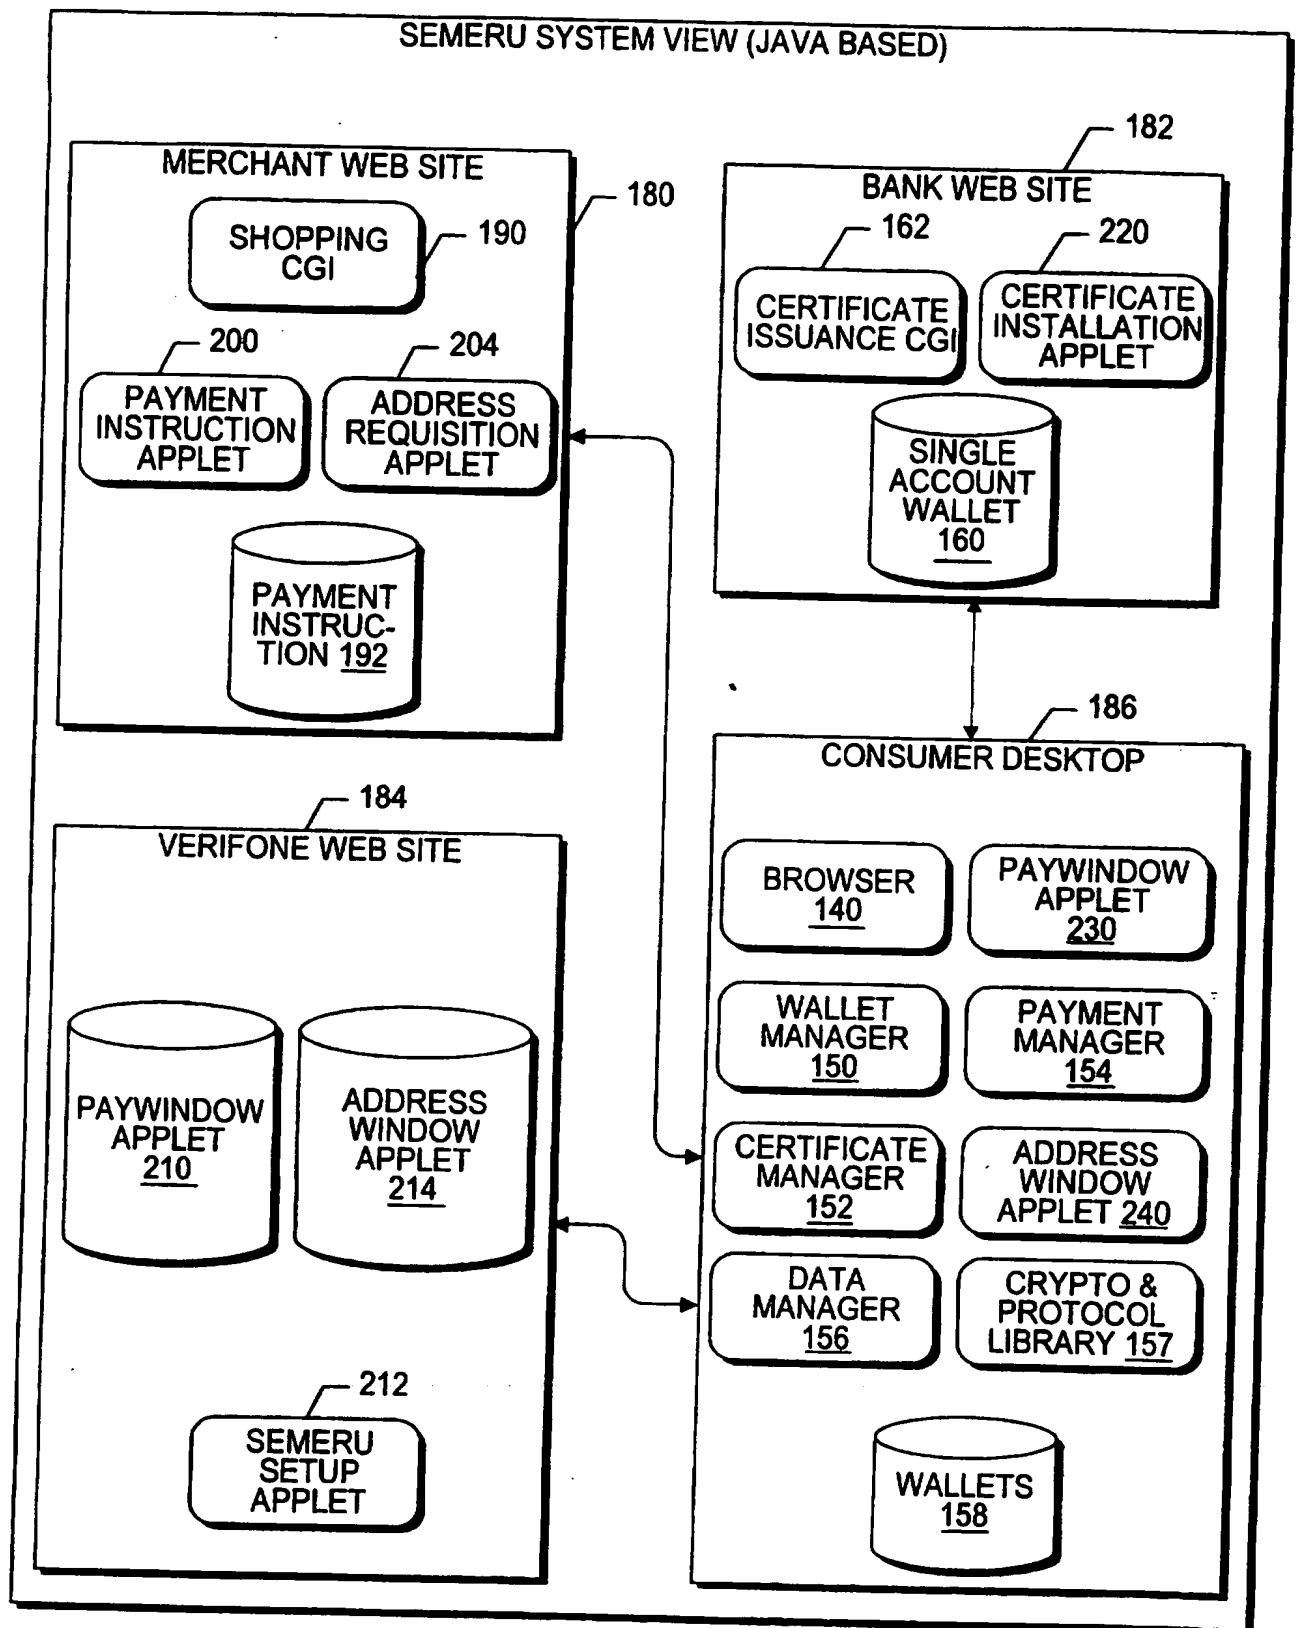 SEMERU SYSTEM VIEW (JAVA BASED)
MERCHANT WEB SITE
180
SHOPPING
CGI
190
200
PAYMENT
INSTRUCTION
APPLET
204
ADDRESS
REQUISITION
APPLET
PAYMENT
INSTRUC-
TION 192
182
BANK WEB SITE
162
CERTIFICATE
ISSUANCE CGI
220
CERTIFICATE
INSTALLATION
APPLET
SINGLE
ACCOUNT
WALLET
160
184
VERIFONE WEB SITE
PAYWINDOW
APPLET
210
ADDRESS
WINDOW
APPLET
214
212
SEMERU
SETUP
APPLET
186
CONSUMER DESKTOP
BROWSER
140
PAYWINDOW
APPLET
230
WALLET
MANAGER
150
PAYMENT
MANAGER
154
CERTIFICATE
MANAGER
152
ADDRESS
WINDOW
APPLET 240
DATA
MANAGER
156
CRYPTO &
PROTOCOL
LIBRARY 157
WALLETS
158